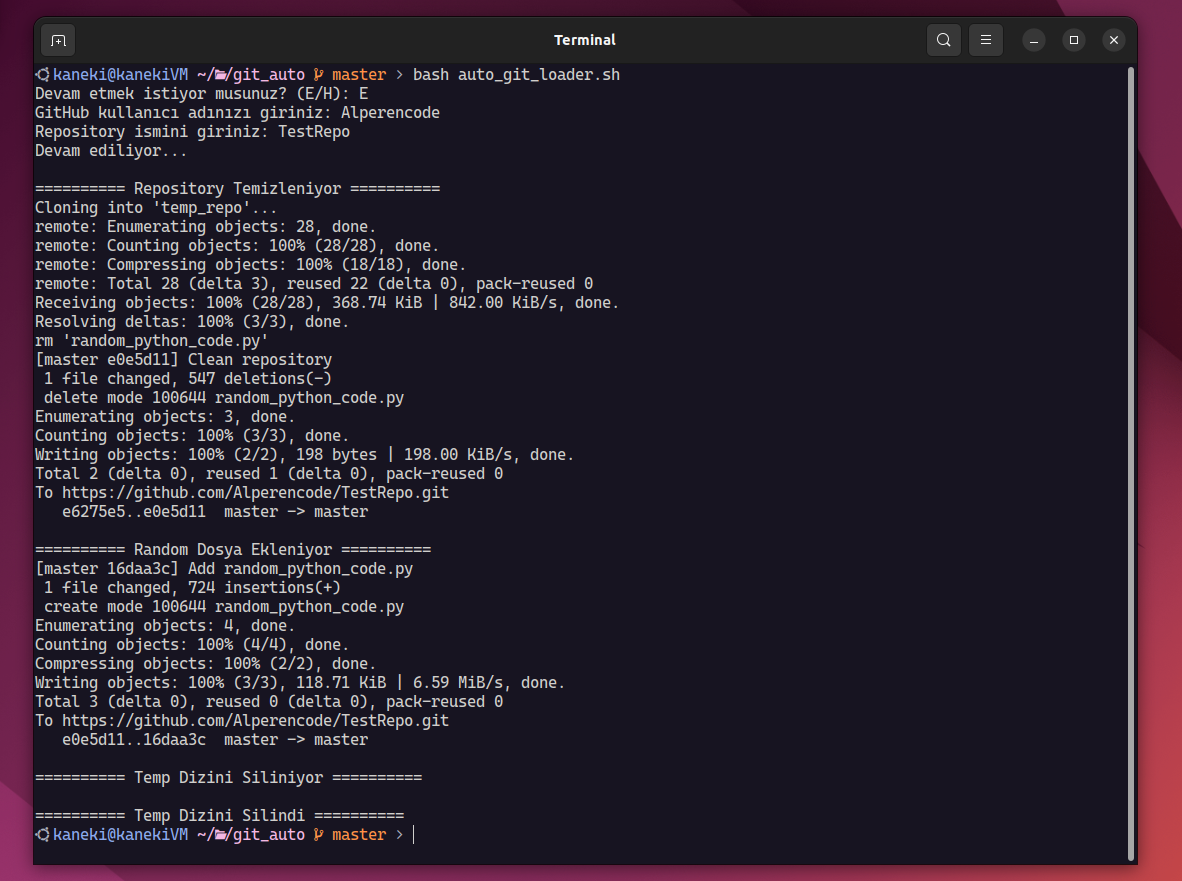 Terminal
kaneki@kanekiVM ~/git_auto master > bash auto_git_loader.sh
Devam etmek istiyor musunuz? (E/H): E
GitHub kullanıcı adınızı giriniz: Alperencode
Repository ismini giriniz: TestRepo
Devam ediliyor...
========== Repository Temizleniyor ==========
Cloning into 'temp_repo'...
remote: Enumerating objects: 28, done.
remote: Counting objects: 100% (28/28), done.
remote: Compressing objects: 100% (18/18), done.
remote: Total 28 (delta 3), reused 22 (delta 0), pack-reused 0
Receiving objects: 100% (28/28), 368.74 KiB | 842.00 KiB/s, done.
Resolving deltas: 100% (3/3), done.
rm 'random_python_code.py'
[master e0e5d11] Clean repository
 1 file changed, 547 deletions(-)
 delete mode 100644 random_python_code.py
Enumerating objects: 3, done.
Counting objects: 100% (3/3), done.
Writing objects: 100% (2/2), 198 bytes | 198.00 KiB/s, done.
Total 2 (delta 0), reused 1 (delta 0), pack-reused 0
To https://github.com/Alperencode/TestRepo.git
   e6275e5..e0e5d11  master -> master
========== Random Dosya Ekleniyor ==========
[master 16daa3c] Add random_python_code.py
 1 file changed, 724 insertions(+)
 create mode 100644 random_python_code.py
Enumerating objects: 4, done.
Counting objects: 100% (4/4), done.
Compressing objects: 100% (2/2), done.
Writing objects: 100% (3/3), 118.71 KiB | 6.59 MiB/s, done.
Total 3 (delta 0), reused 0 (delta 0), pack-reused 0
To https://github.com/Alperencode/TestRepo.git
   e0e5d11..16daa3c  master -> master
========== Temp Dizini Siliniyor ==========
========== Temp Dizini Silindi ==========
kaneki@kanekiVM ~/git_auto master >